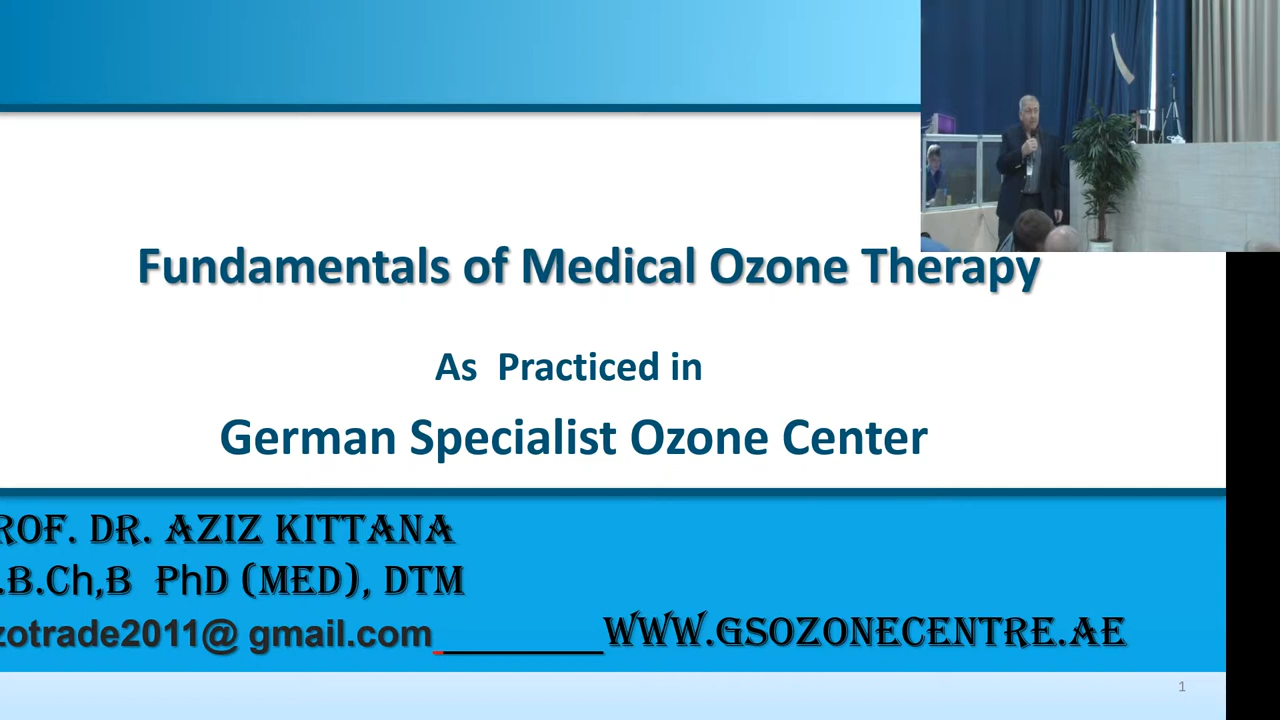 Fundamentals of Medical Ozone Therapy
As Practiced in
German Specialist Ozone Center
ROF. DR. AZIZ KITTANA
.B.Ch,B PhD (MED), DTM
zotrade2011@ gmail.com WWW.GSOZONECENTRE.AE
1